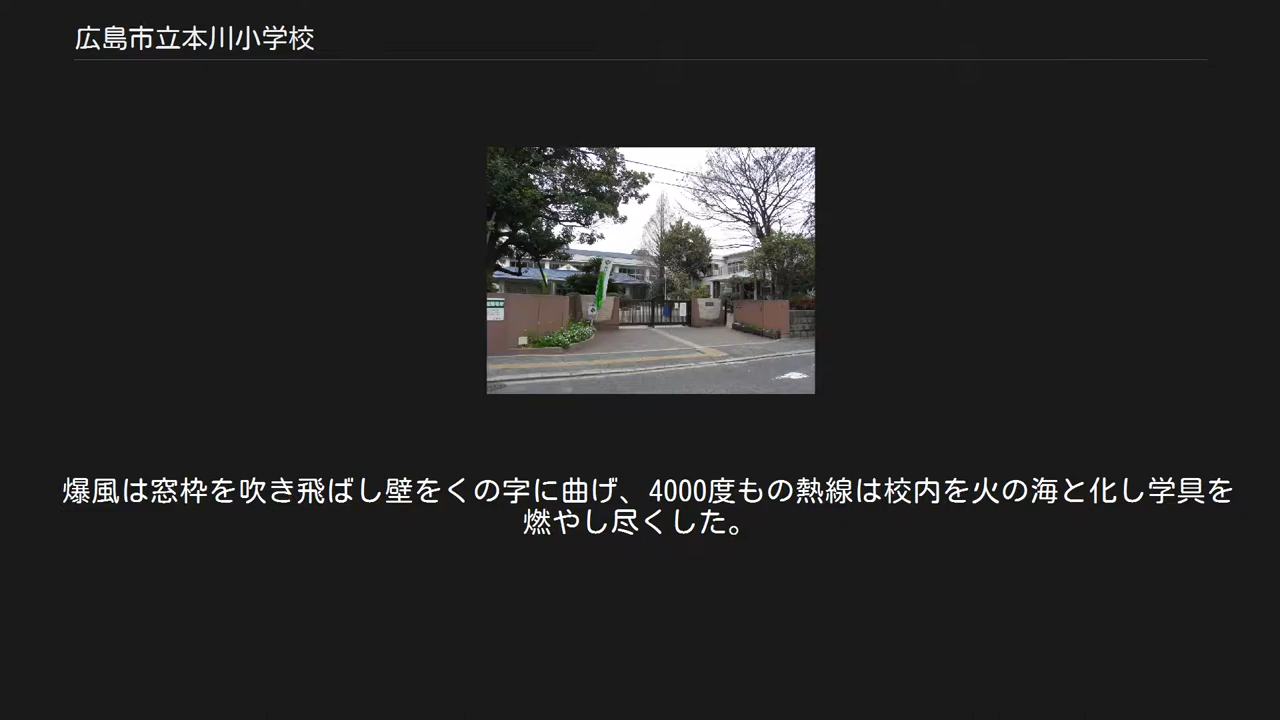 広島市立本川小学校
爆風は窓枠を吹き飛ばし壁をくの字に曲げ、4000度もの熱線は校内を火の海と化し学具を
燃やし尽くした。